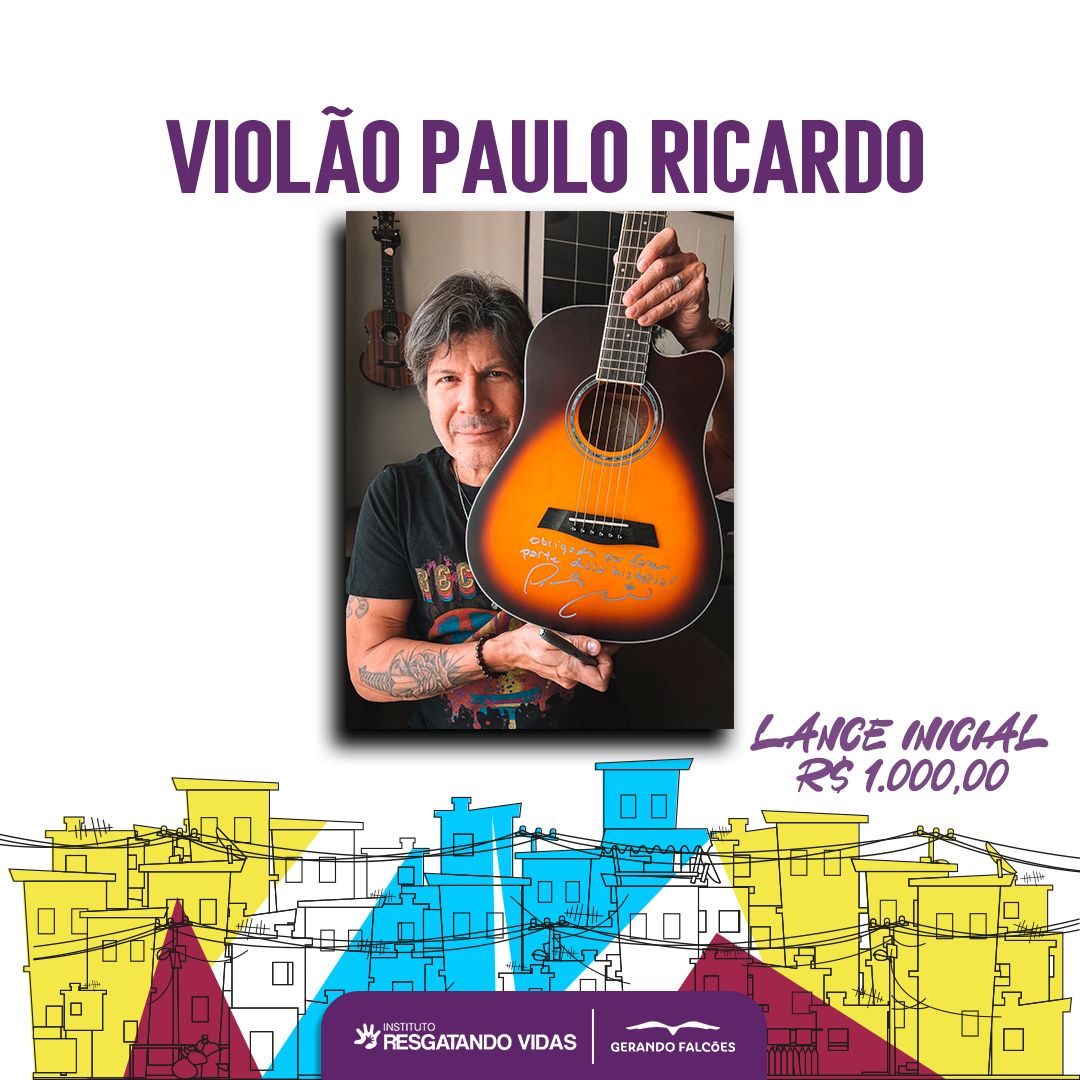 VIOLÃO PAULO RICARDO
Obrigado por fazer
parte dessa história!
LANCE INICIAL
R$ 1.000,00
INSTITUTO
RESGATANDO VIDAS
GERANDO FALCÕES